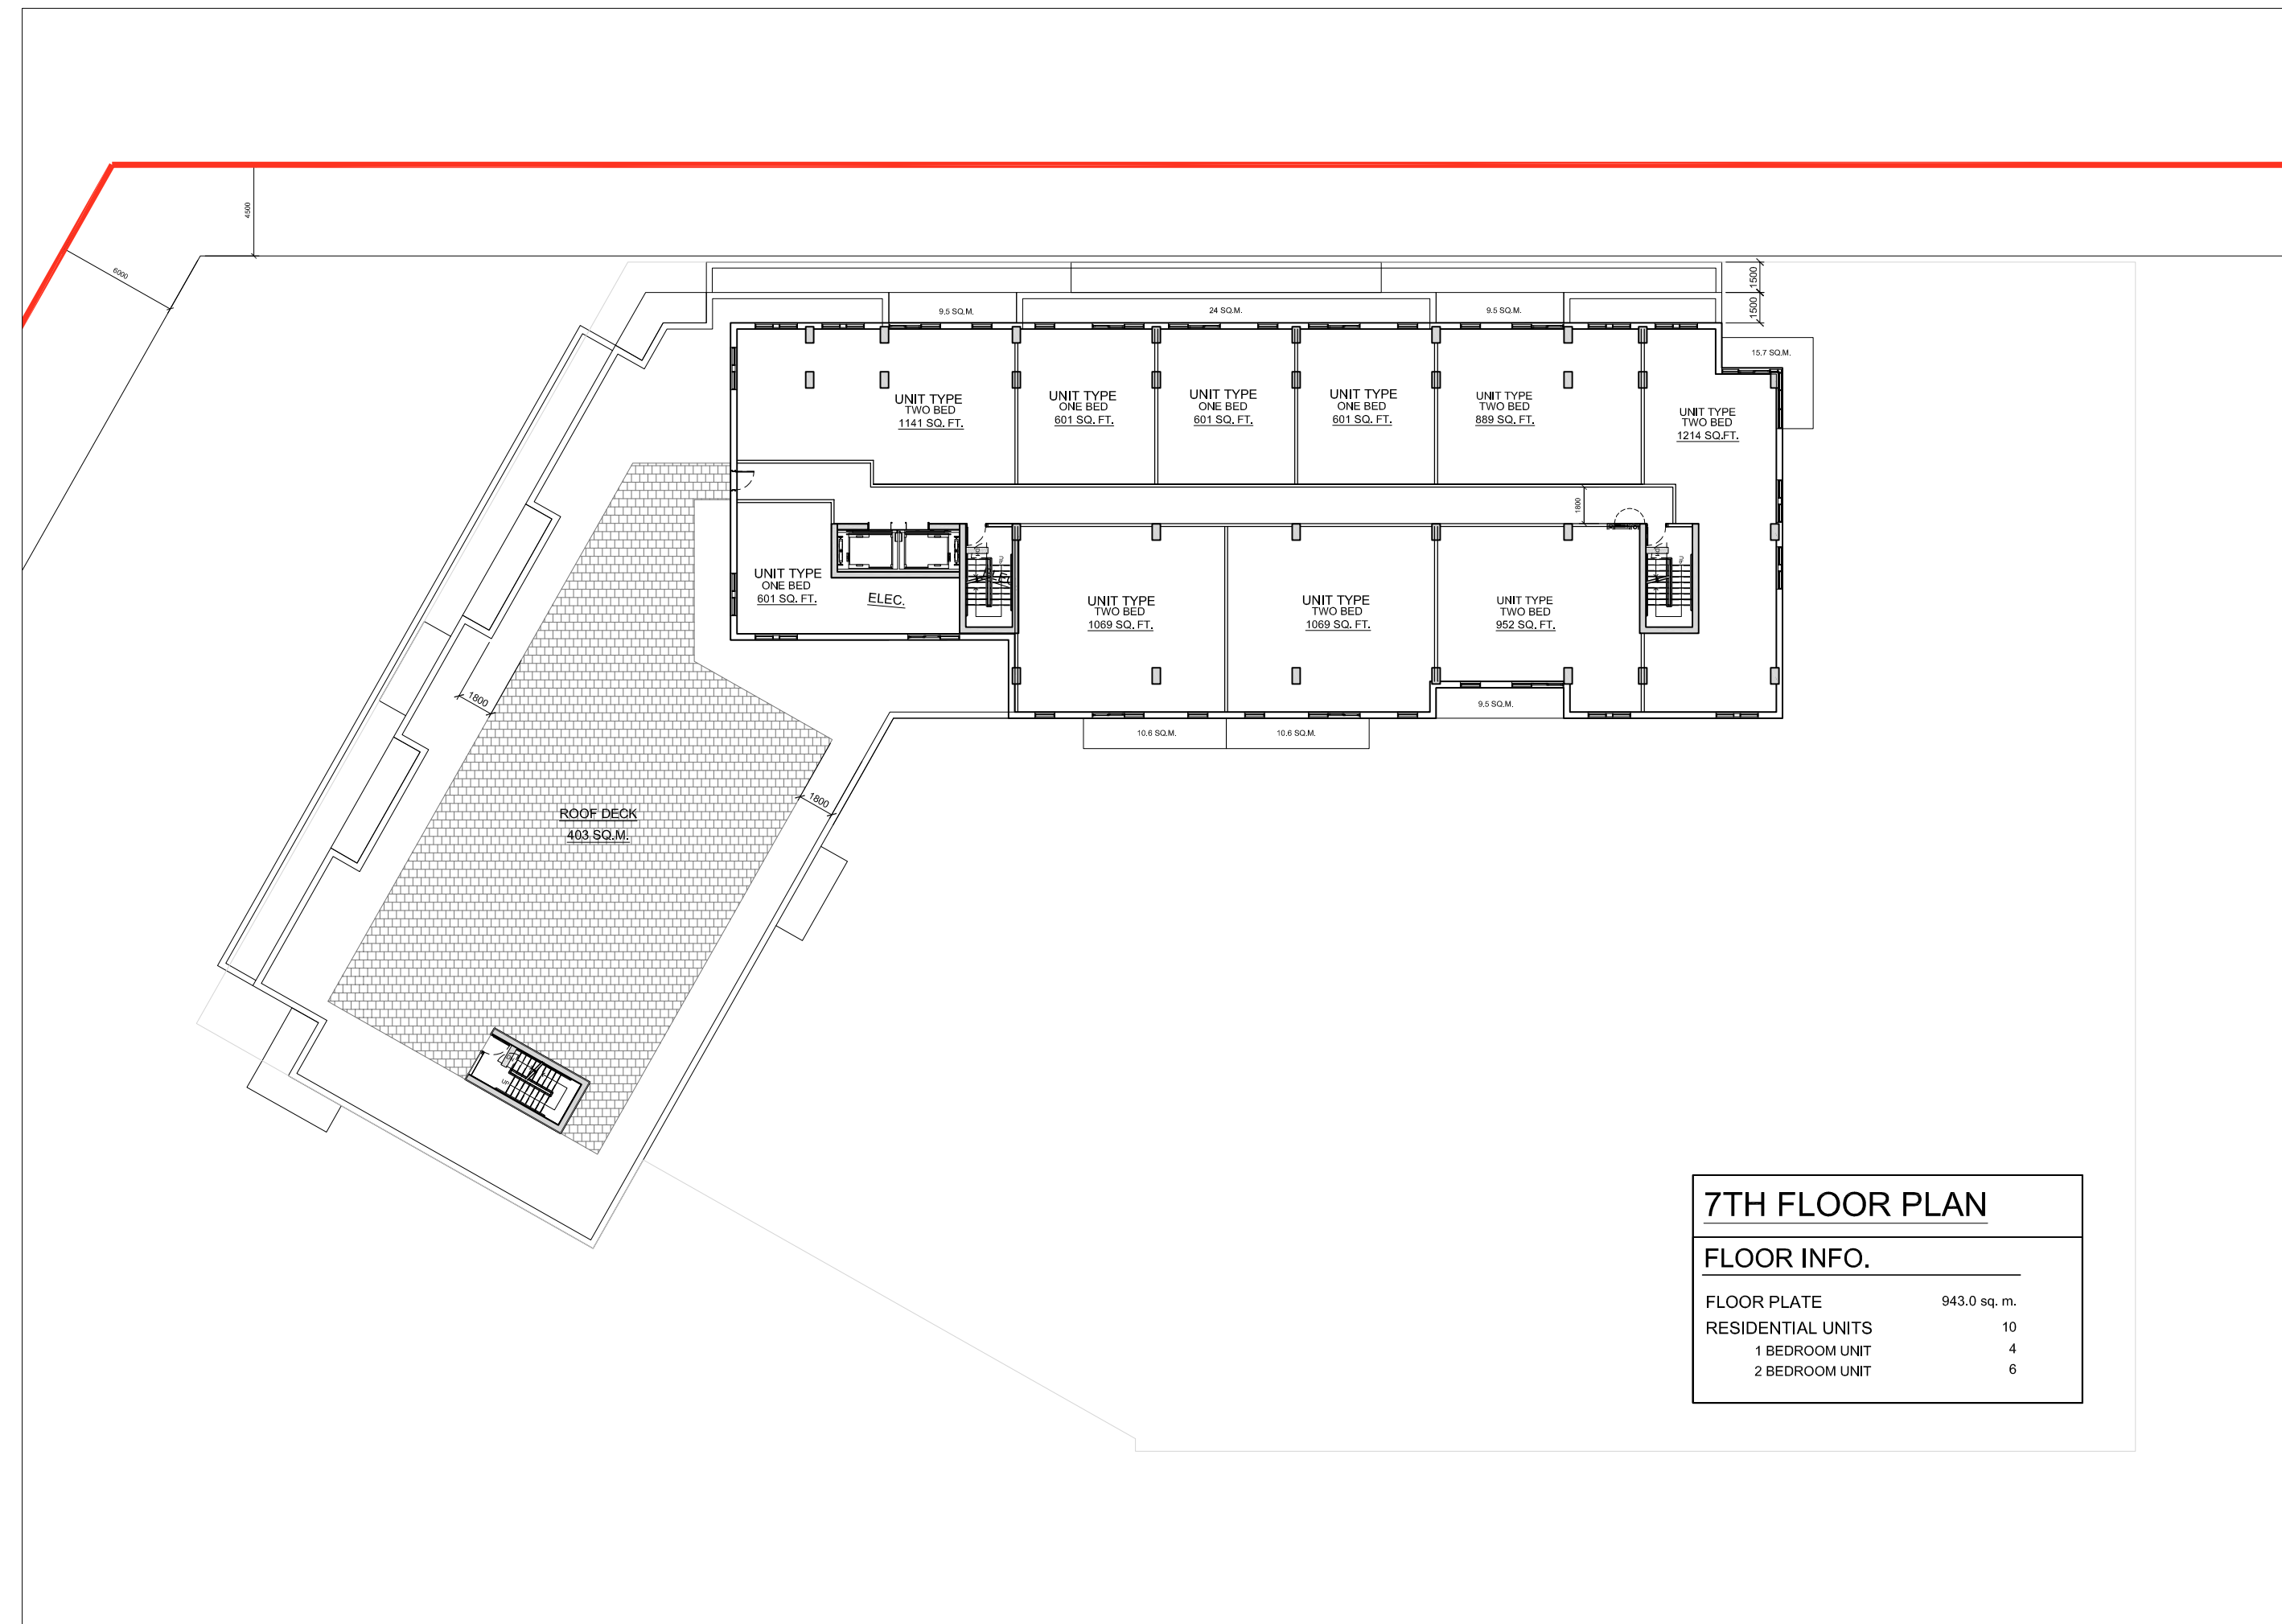 4500
6000
1500
1500
9.5 SQ.M.
24 SQ.M.
9.5 SQ.M.
15.7 SQ.M.
UNIT TYPE
TWO BED
1141 SQ. FT.
UNIT TYPE
ONE BED
601 SQ. FT.
UNIT TYPE
ONE BED
601 SQ. FT.
UNIT TYPE
ONE BED
601 SQ. FT.
UNIT TYPE
TWO BED
889 SQ. FT.
UNIT TYPE
TWO BED
1214 SQ.FT.
1800
UNIT TYPE
ONE BED
601 SQ. FT.
ELEC.
UNIT TYPE
TWO BED
1069 SQ. FT.
UNIT TYPE
TWO BED
1069 SQ. FT.
UNIT TYPE
TWO BED
952 SQ. FT.
1800
9.5 SQ.M.
10.6 SQ.M.
10.6 SQ.M.
1800
ROOF DECK
403 SQ.M.
UP
7TH FLOOR PLAN
FLOOR INFO.
FLOOR PLATE 943.0 sq. m.
RESIDENTIAL UNITS 10
1 BEDROOM UNIT 4
2 BEDROOM UNIT 6